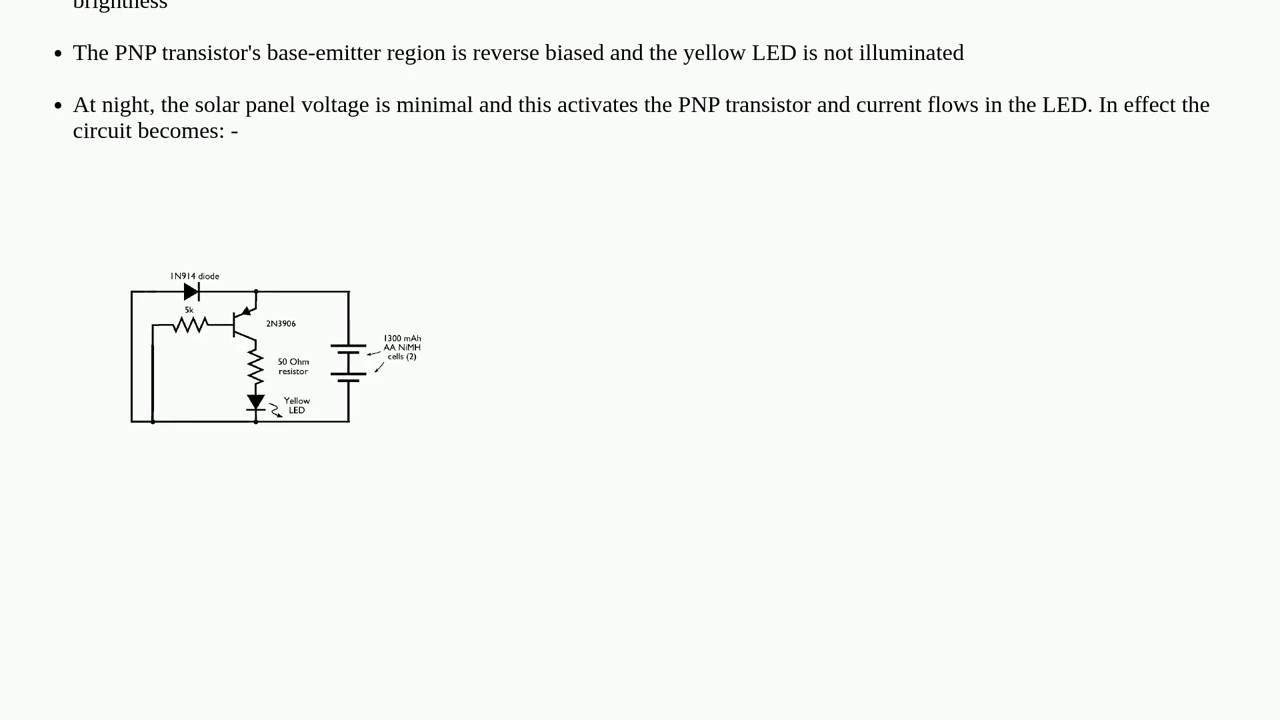 brightness
• The PNP transistor's base-emitter region is reverse biased and the yellow LED is not illuminated
• At night, the solar panel voltage is minimal and this activates the PNP transistor and current flows in the LED. In effect the
circuit becomes: -
1N914 diode
5k
2N3906
1300 mAh
AA NiMH
cells (2)
50 Ohm
resistor
Yellow
LED